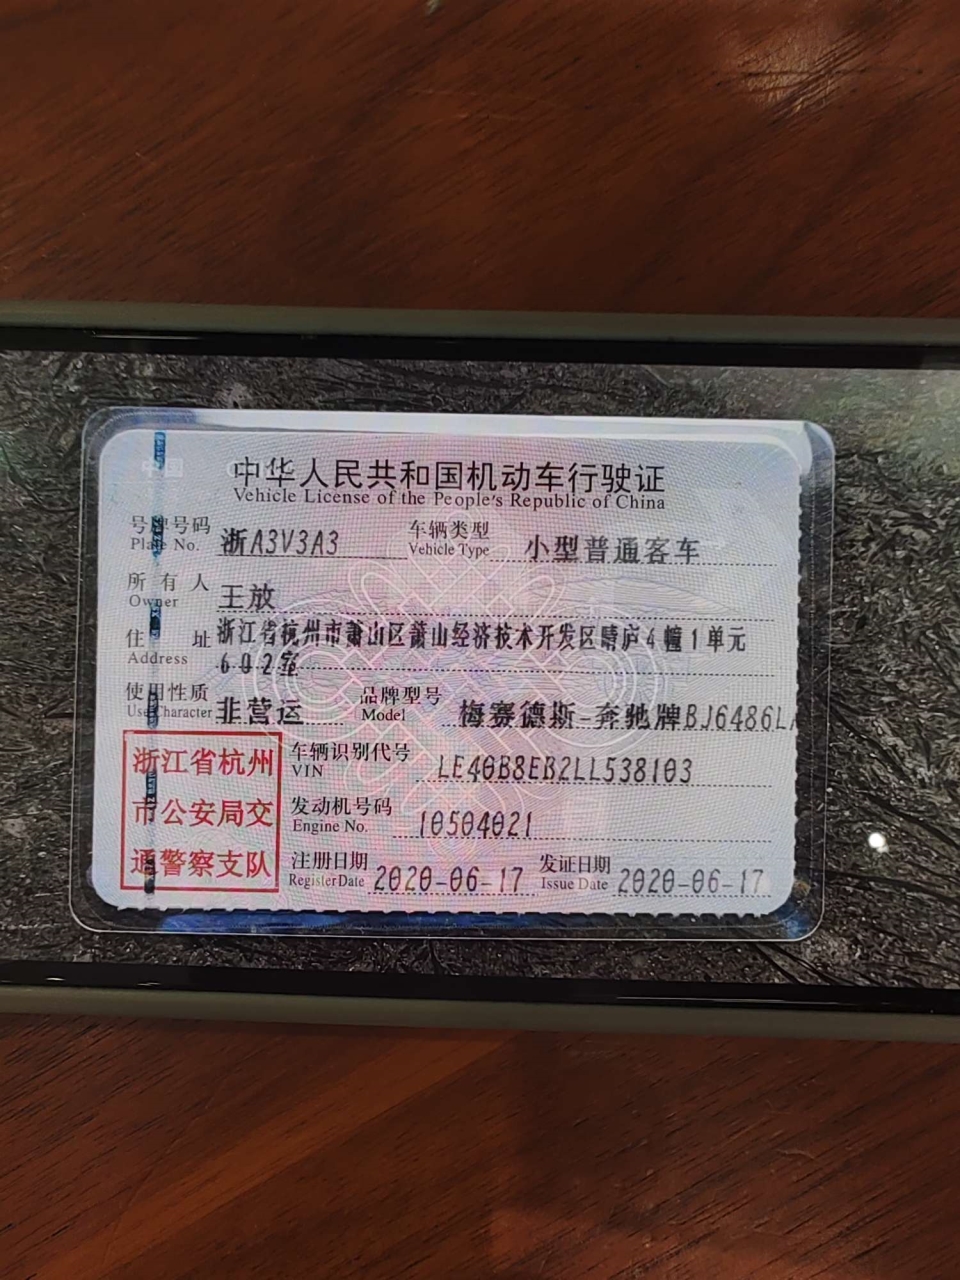 中国
中华人民共和国机动车行驶证
Vehicle License of the People's Republic of China
号牌号码 浙A3V3A3 车辆类型 小型普通客车
Plate No. Vehicle Type
所有人 王放
Owner
住址 浙江省杭州市萧山区萧山经济技术开发区晴庐4幢1单元
Address 602室
使用性质 非营运 品牌型号 梅赛德斯-奔驰牌BJ6486L
Use Character Model
浙江省杭州
市公安局交
通警察支队
车辆识别代号 LE40B8EB2LL538103
VIN
发动机号码 10504021
Engine No.
注册日期 2020-06-17 发证日期 2020-06-17
Register Date Issue Date